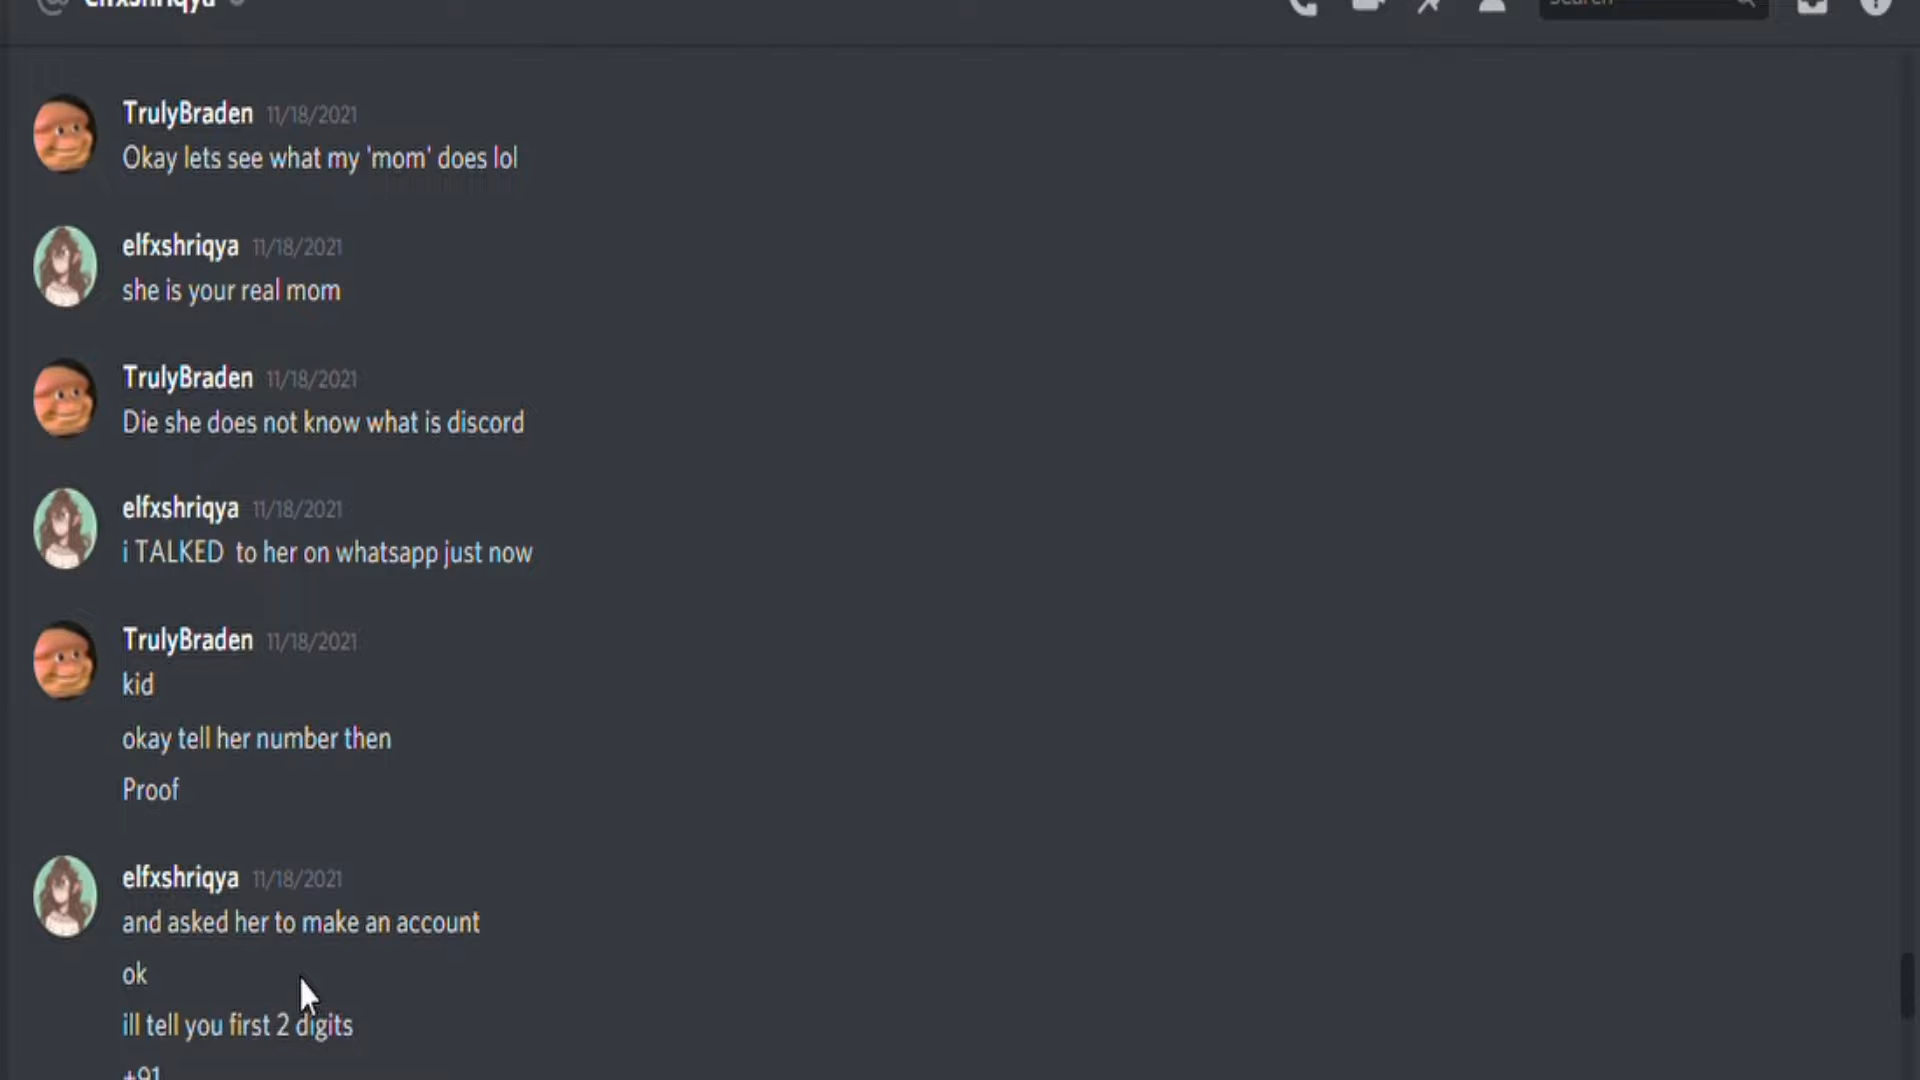 elfxshriqya
Search
TrulyBraden 11/18/2021
Okay lets see what my 'mom' does lol
elfxshriqya 11/18/2021
she is your real mom
TrulyBraden 11/18/2021
Die she does not know what is discord
elfxshriqya 11/18/2021
i TALKED to her on whatsapp just now
TrulyBraden 11/18/2021
kid
okay tell her number then
Proof
elfxshriqya 11/18/2021
and asked her to make an account
ok
ill tell you first 2 digits
+91